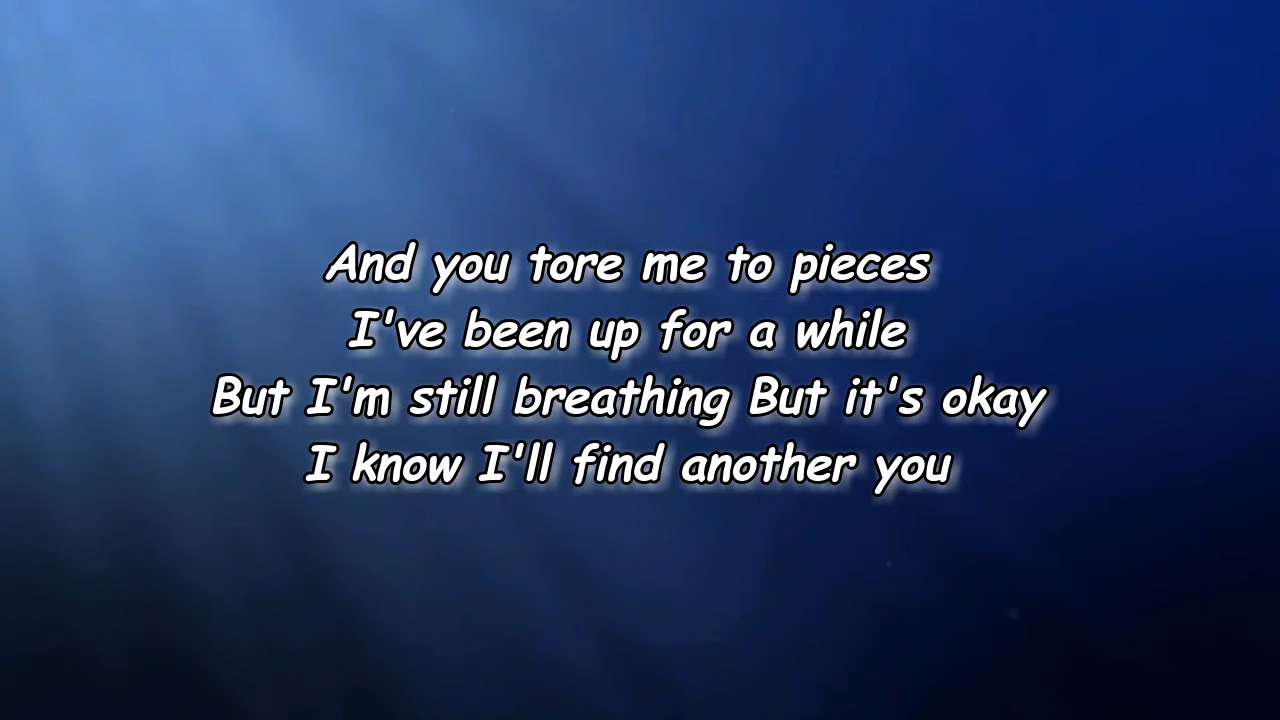 And you tore me to pieces
I've been up for a while
But I'm still breathing But it's okay
I know I'll find another you